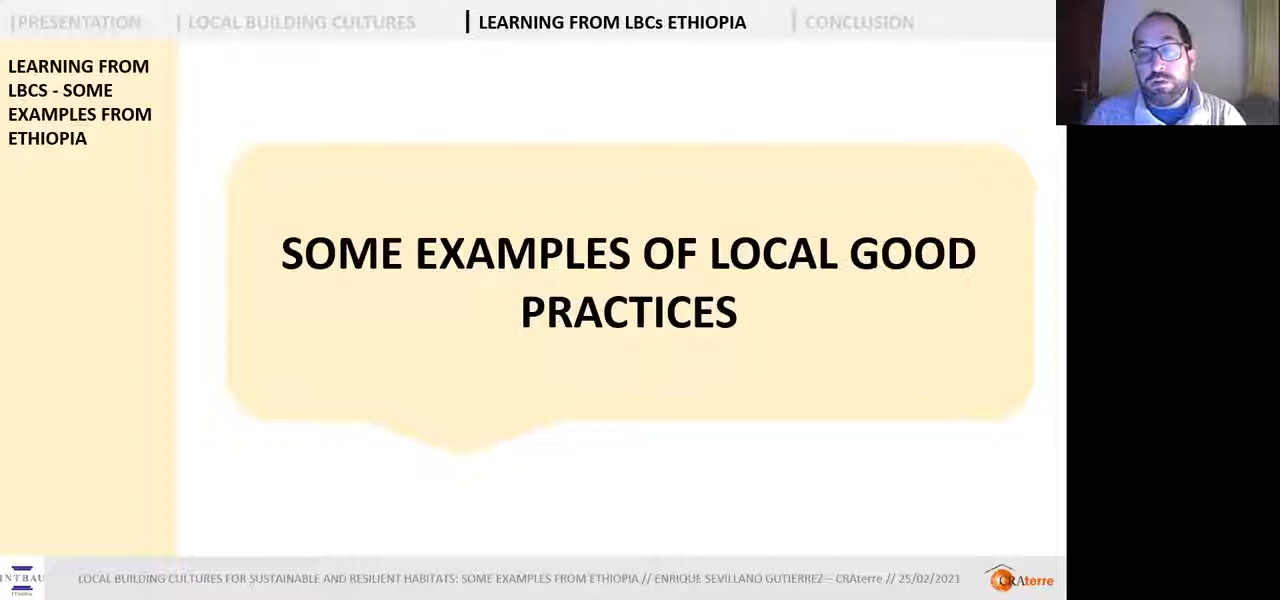 |PRESENTATION | LOCAL BUILDING CULTURES | LEARNING FROM LBCs ETHIOPIA | CONCLUSION
LEARNING FROM
LBCS - SOME
EXAMPLES FROM
ETHIOPIA
SOME EXAMPLES OF LOCAL GOOD
PRACTICES
INTBAU
LOCAL BUILDING CULTURES FOR SUSTAINABLE AND RESILIENT HABITATS: SOME EXAMPLES FROM ETHIOPIA // ENRIQUE SEVILLANO GUTIERREZ – CRAterre // 25/02/2021
CRAterre